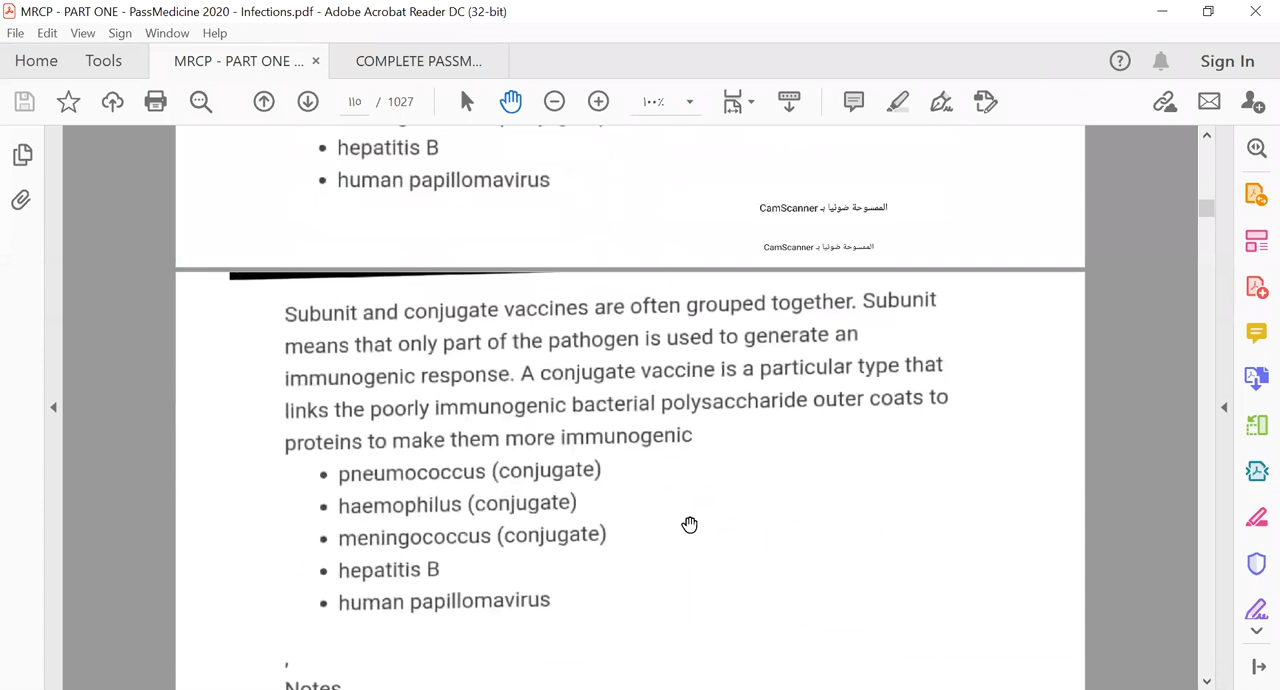 MRCP - PART ONE - PassMedicine 2020 - Infections.pdf - Adobe Acrobat Reader DC (32-bit)
File Edit View Sign Window Help
Home Tools MRCP - PART ONE ... × COMPLETE PASSM... Sign In
١١٥ / 1027 ١٠٠٪
• hepatitis B
• human papillomavirus
الممسوحة ضوئيا بـ CamScanner
الممسوحة ضوئيا بـ CamScanner
Subunit and conjugate vaccines are often grouped together. Subunit
means that only part of the pathogen is used to generate an
immunogenic response. A conjugate vaccine is a particular type that
links the poorly immunogenic bacterial polysaccharide outer coats to
proteins to make them more immunogenic
• pneumococcus (conjugate)
• haemophilus (conjugate)
• meningococcus (conjugate)
• hepatitis B
• human papillomavirus
,
Notes